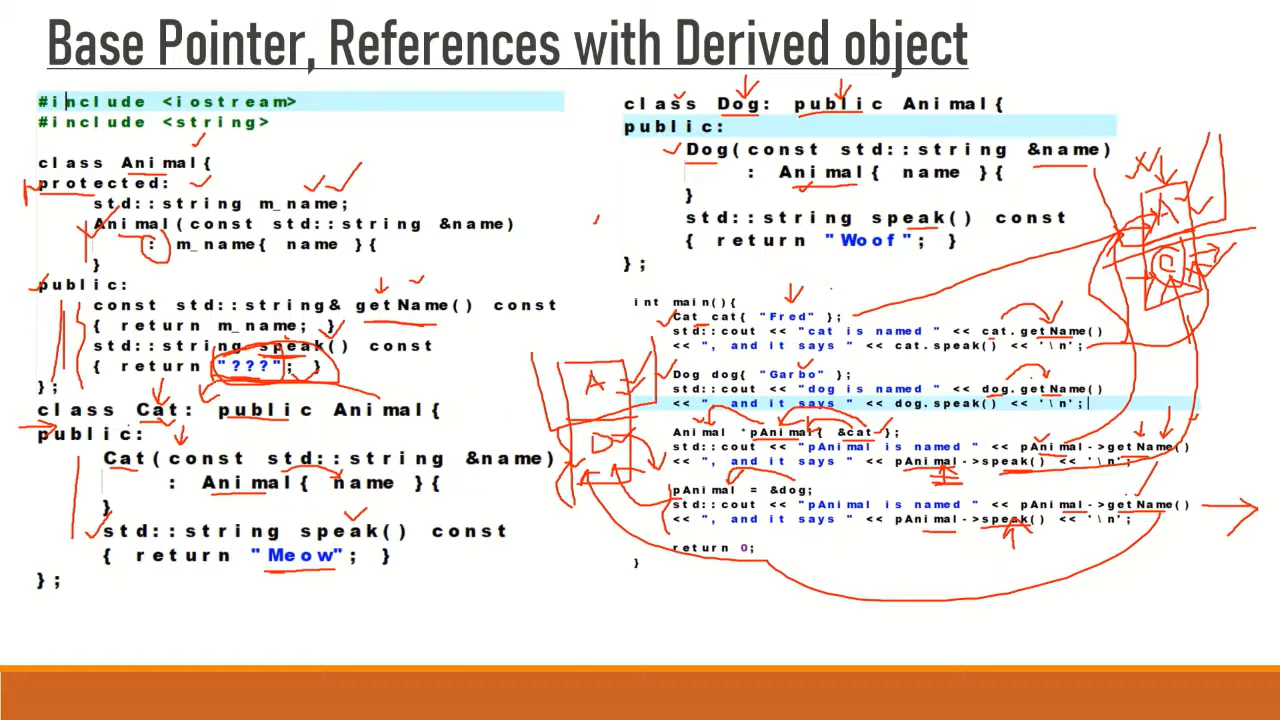 Base Pointer, References with Derived object
#include <iostream>
#include <string>
class Animal{
protected:
std::string m_name;
Animal(const std::string &name)
: m_name{ name }{
}
public:
const std::string& getName() const
{ return m_name; }
std::string speak() const
{ return "???"; }
};
class Cat: public Animal{
public:
Cat(const std::string &name)
: Animal{ name }{
}
std::string speak() const
{ return "Meow"; }
};
class Dog: public Animal{
public:
Dog(const std::string &name)
: Animal{ name }{
}
std::string speak() const
{ return "Woof"; }
};
int main(){
Cat cat{ "Fred" };
std::cout << "cat is named " << cat.getName()
<< ", and it says " << cat.speak() << '\n';
Dog dog{ "Garbo" };
std::cout << "dog is named " << dog.getName()
<< ", and it says " << dog.speak() << '\n';
Animal *pAnimal{ &cat };
std::cout << "pAnimal is named " << pAnimal->getName()
<< ", and it says " << pAnimal->speak() << '\n';
pAnimal = &dog;
std::cout << "pAnimal is named " << pAnimal->getName()
<< ", and it says " << pAnimal->speak() << '\n';
return 0;
}
A
D
A
C